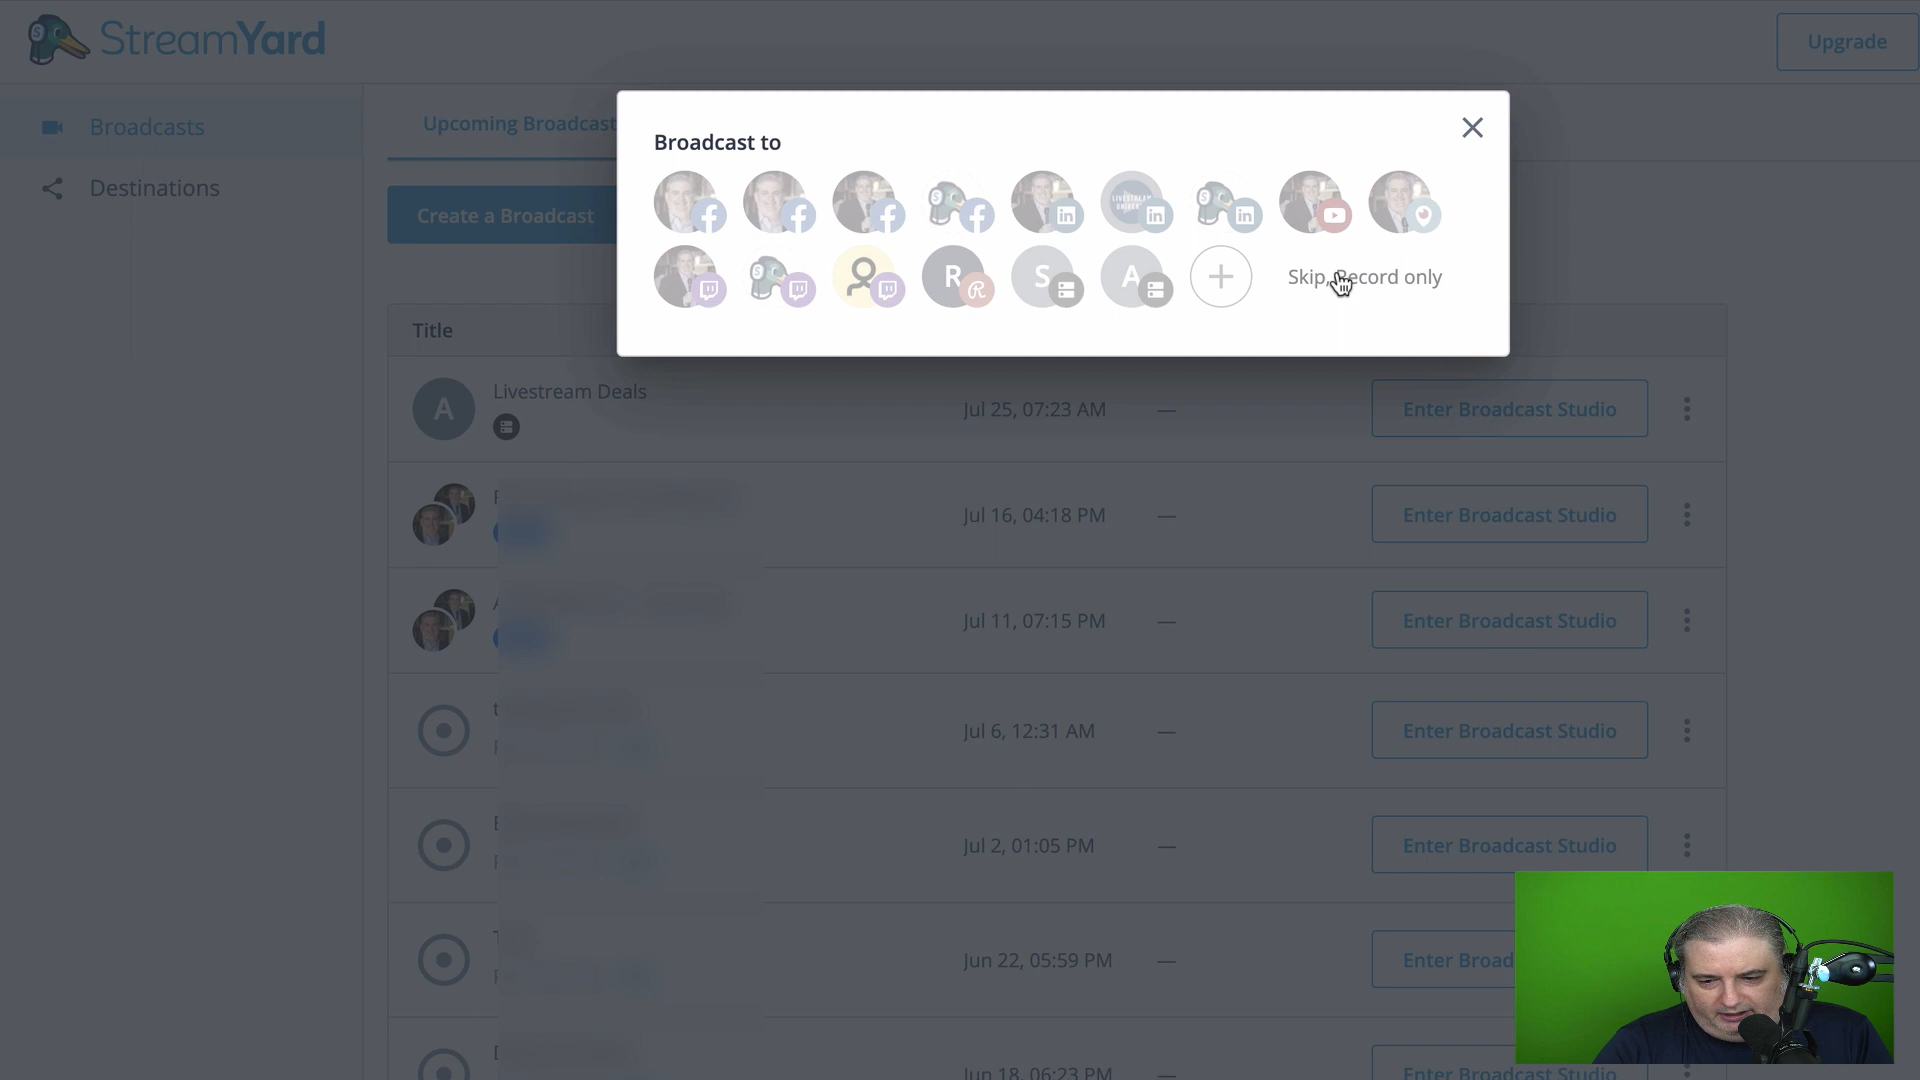 StreamYard
Upgrade
Broadcasts
Destinations
Upcoming Broadcast
Create a Broadcast
Broadcast to
R
S
A
Skip, Record only
Title
A
Livestream Deals
Jul 25, 07:23 AM —
Enter Broadcast Studio
Jul 16, 04:18 PM —
Enter Broadcast Studio
Jul 11, 07:15 PM —
Enter Broadcast Studio
Jul 6, 12:31 AM —
Enter Broadcast Studio
Jul 2, 01:05 PM —
Enter Broadcast Studio
Jun 22, 05:59 PM —
Enter Broad
Jun 18, 06:23 PM —
Enter Broadcast Studio